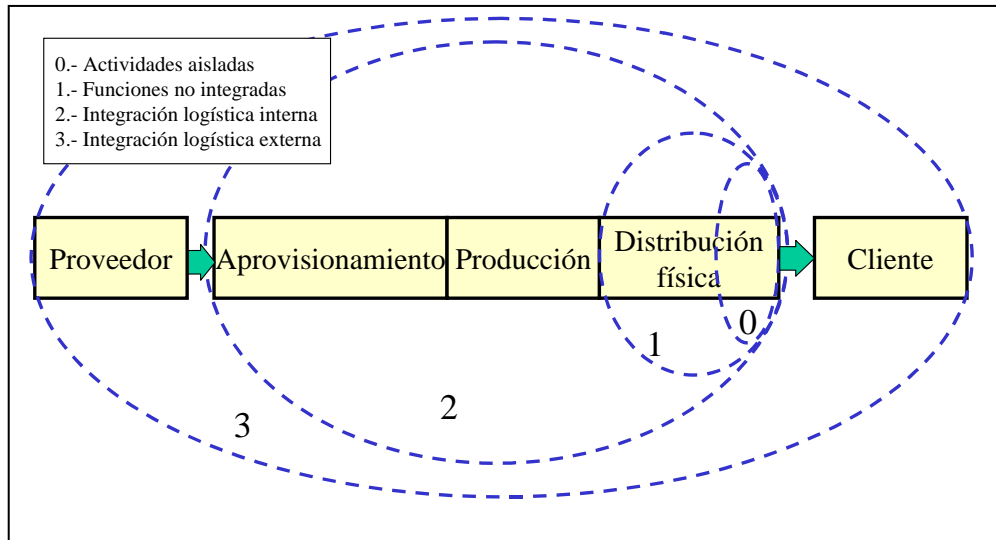 0.- Actividades aisladas
1.- Funciones no integradas
2.- Integración logística interna
3.- Integración logística externa
Proveedor
Aprovisionamiento
Producción
Distribución
física
Cliente
0
1
2
3